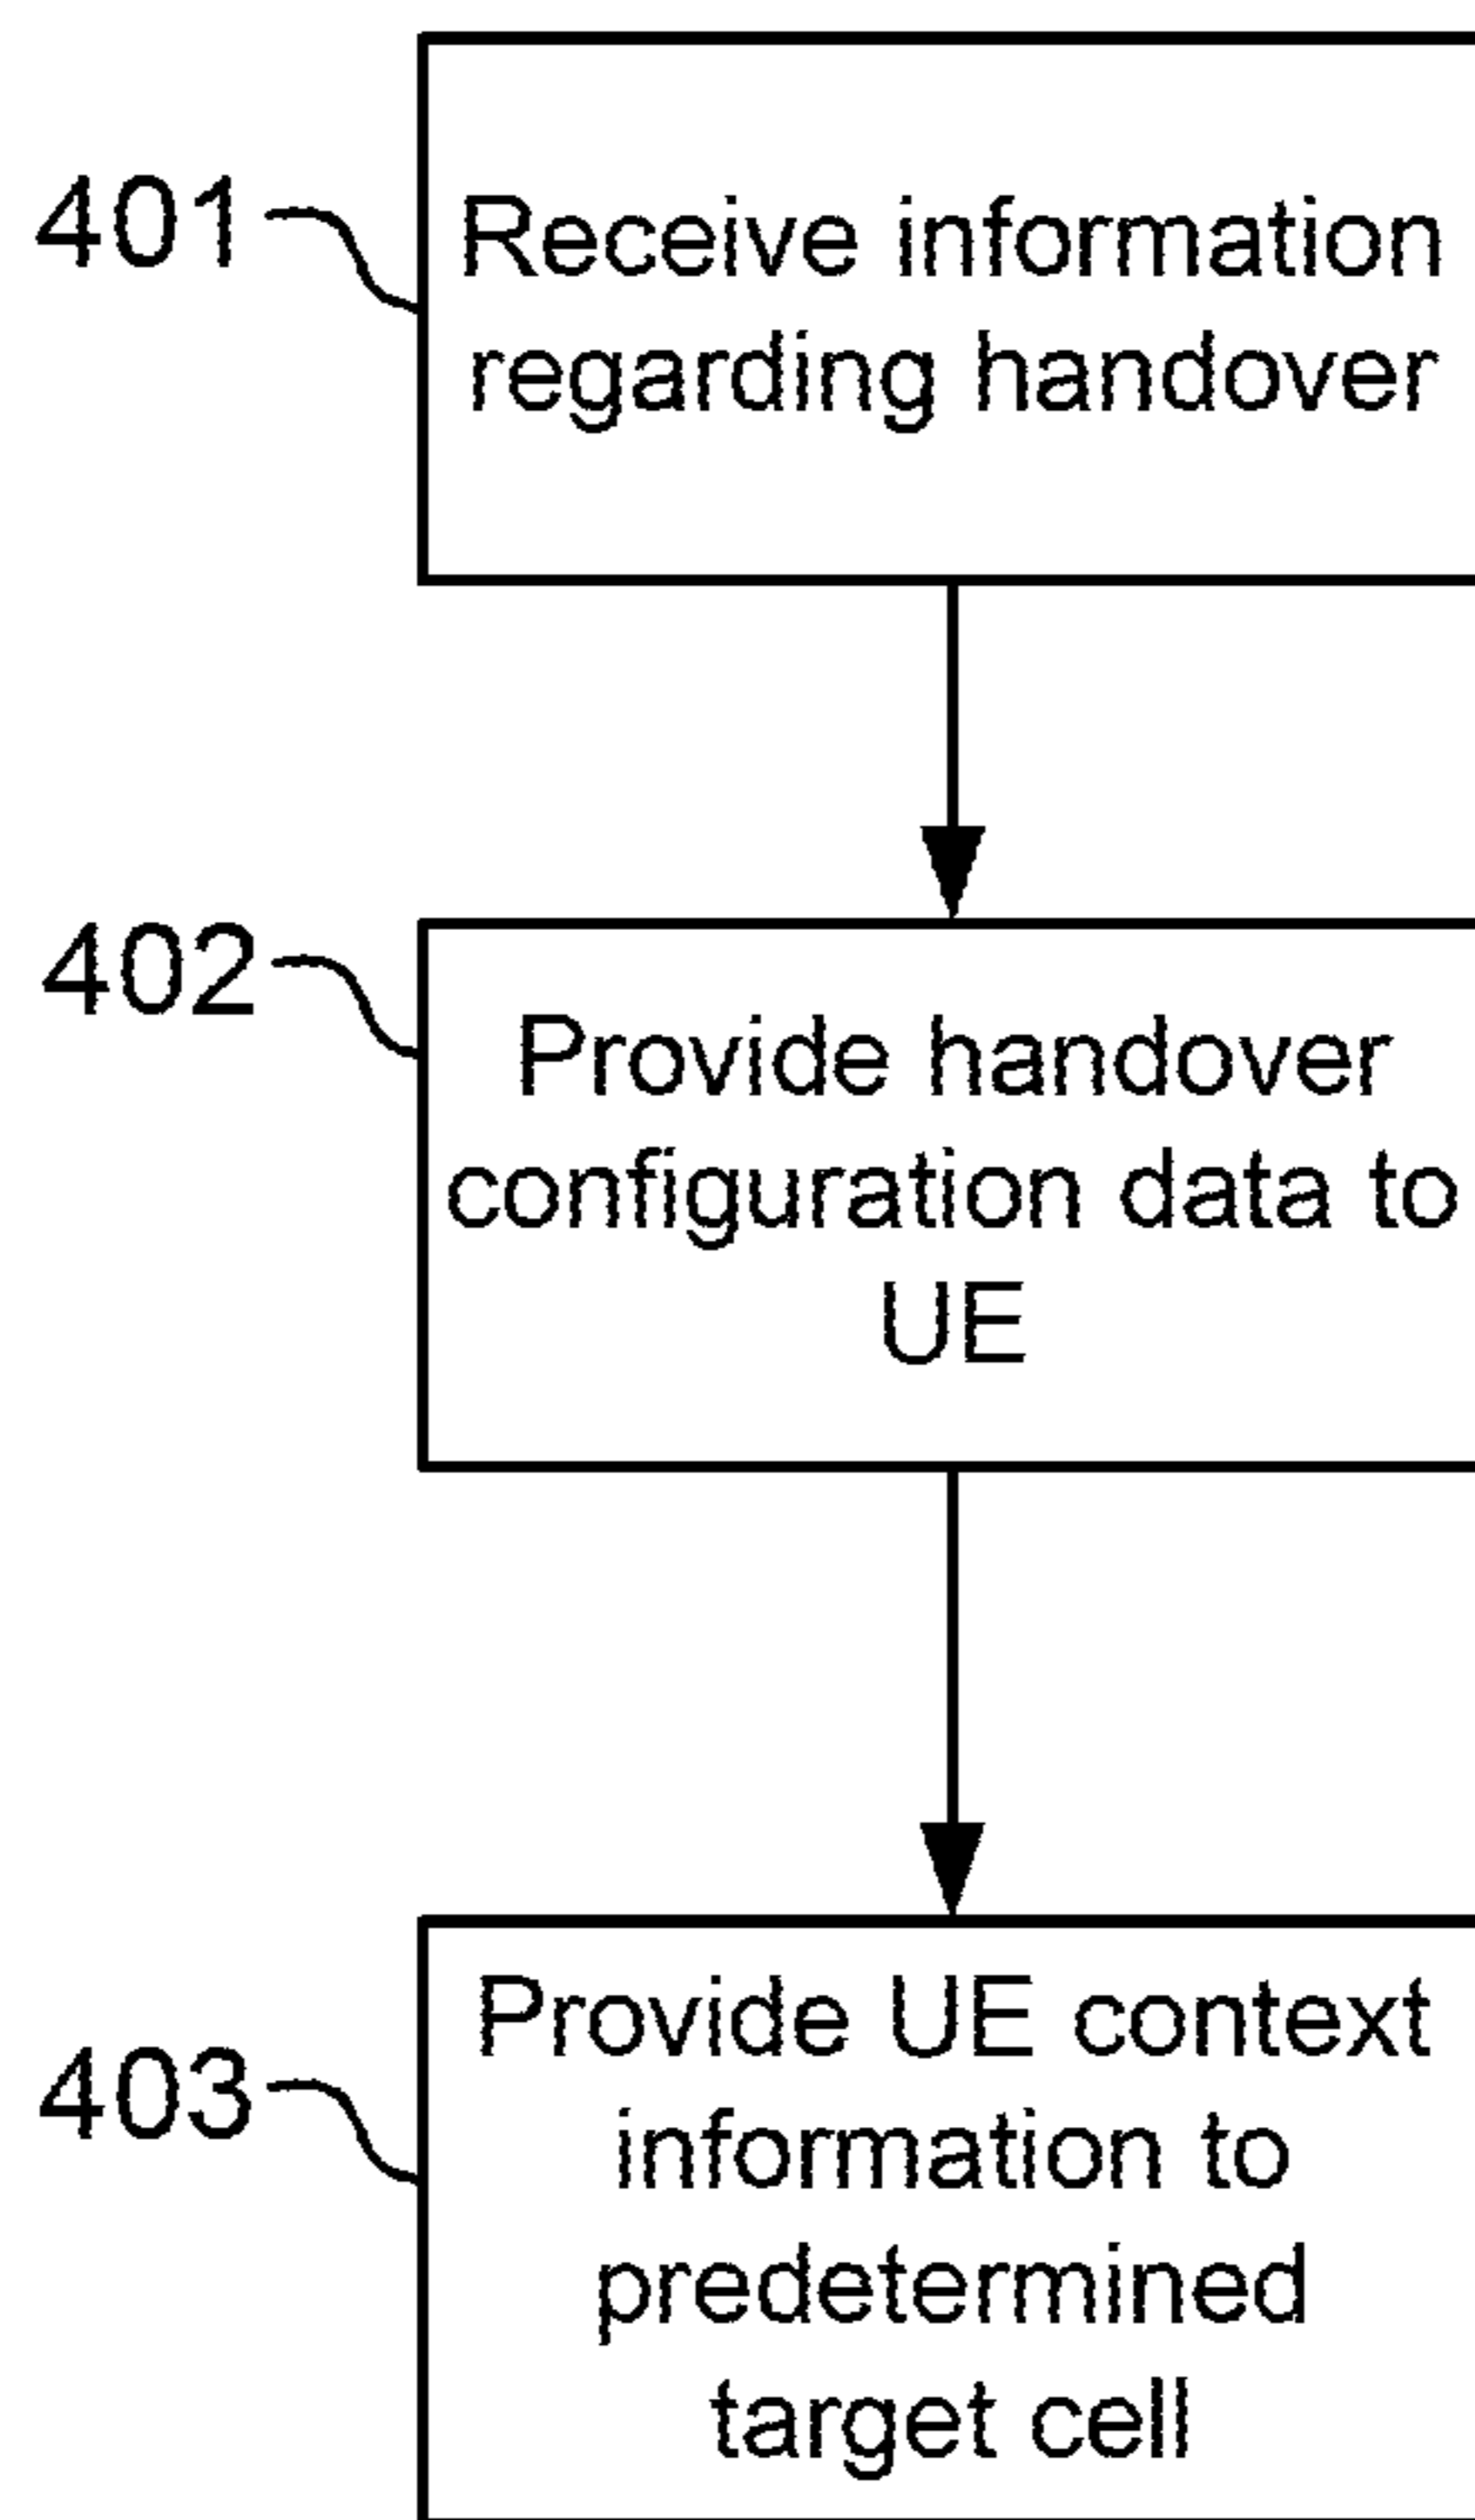 401
Receive information
regarding handover
402
Provide handover
configuration data to
UE
403
Provide UE context
information to
predetermined
target cell